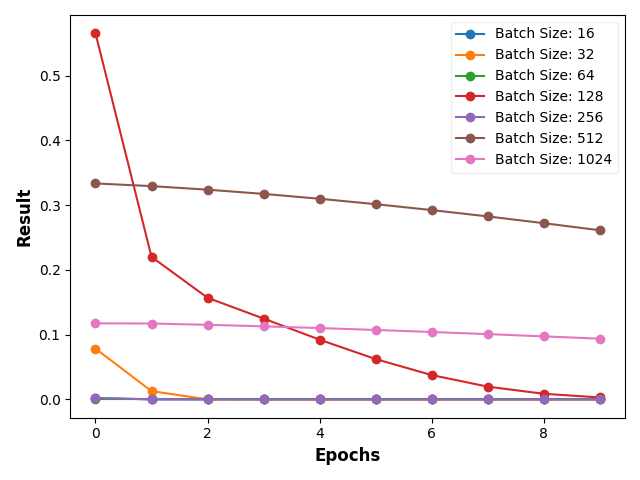 Batch Size: 16
Batch Size: 32
Batch Size: 64
Batch Size: 128
Batch Size: 256
Batch Size: 512
Batch Size: 1024
Result
0.5
0.4
0.3
0.2
0.1
0.0
0 2 4 6 8
Epochs